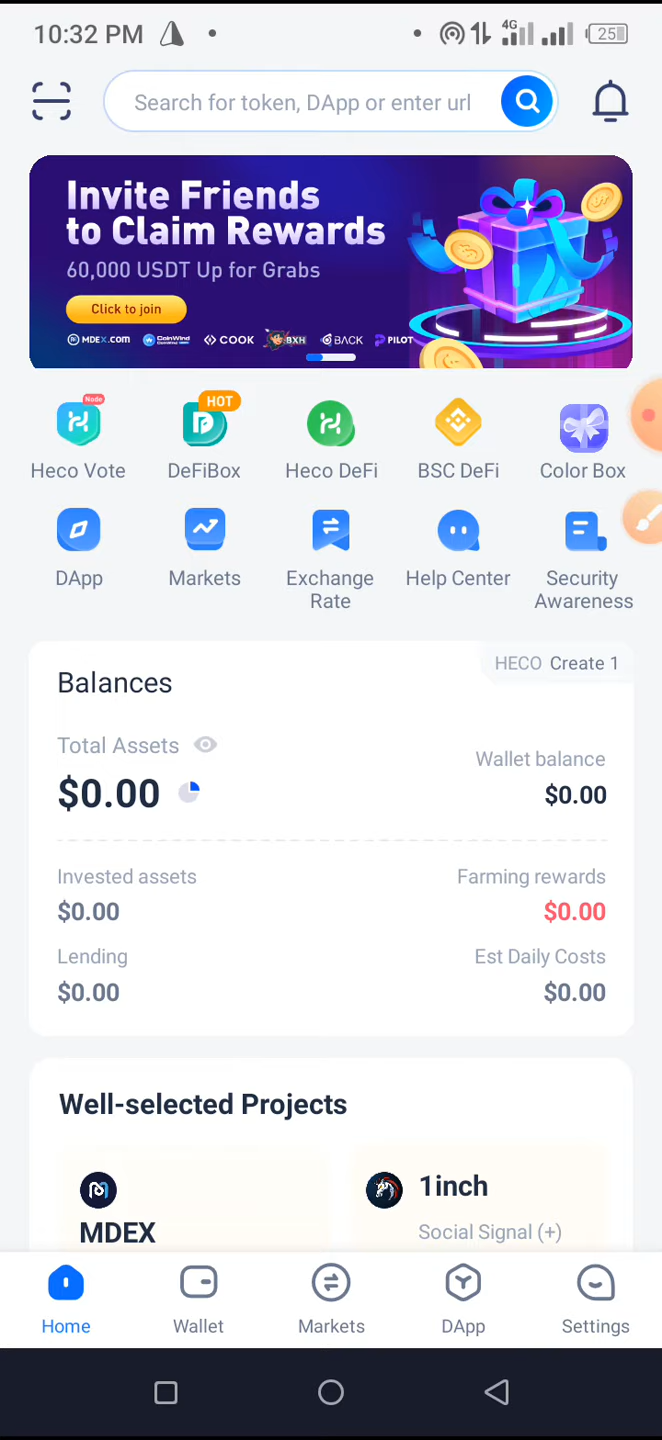 10:32 PM
4G
25
Search for token, DApp or enter url
Invite Friends
to Claim Rewards
60,000 USDT Up for Grabs
Click to join
MDEX.COM CoinWind COOK BXH BACK PILOT
Node
HOT
Heco Vote DeFiBox Heco DeFi BSC DeFi Color Box
DApp Markets Exchange Rate Help Center Security Awareness
HECO Create 1
Balances
Total Assets
Wallet balance
$0.00
$0.00
Invested assets Farming rewards
$0.00 $0.00
Lending Est Daily Costs
$0.00 $0.00
Well-selected Projects
MDEX
1inch
Social Signal (+)
Home Wallet Markets DApp Settings